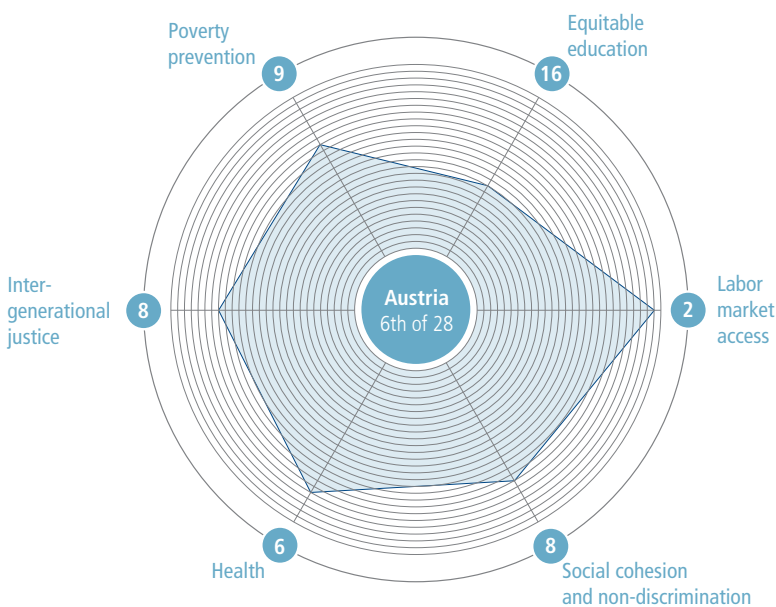 Poverty
prevention
9
Equitable
education
16
Inter-
generational
justice
8
Austria
6th of 28
2
Labor
market
access
6
Health
8
Social cohesion
and non-discrimination